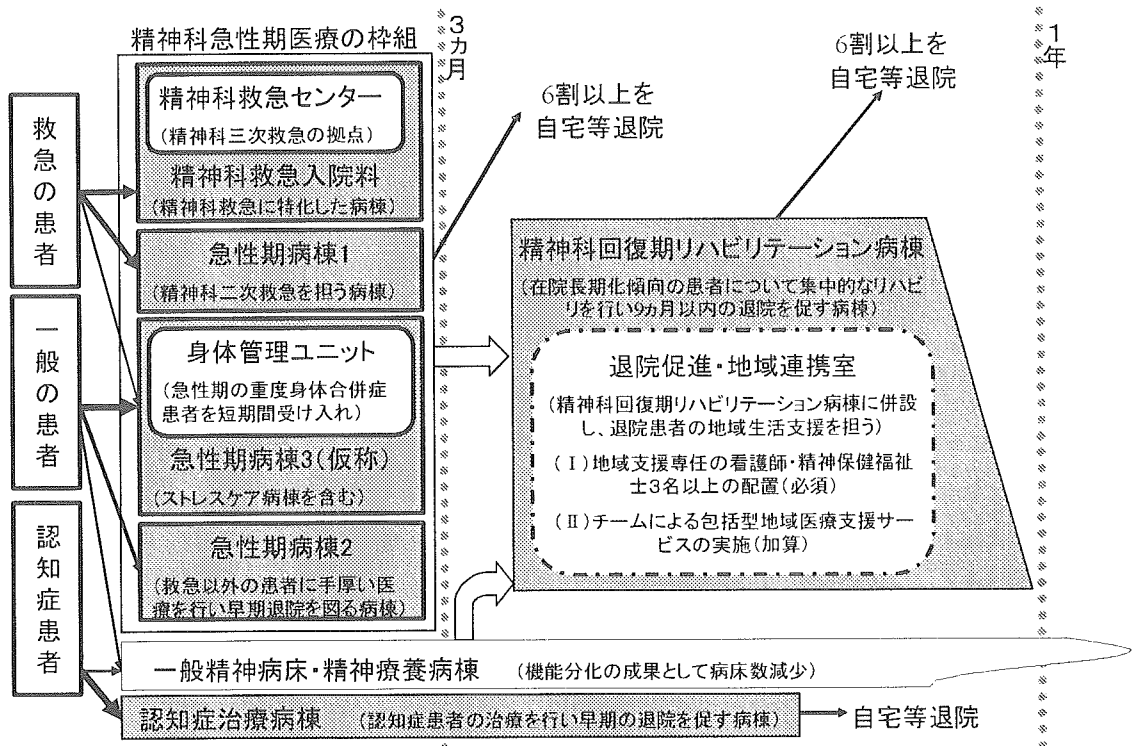 精神科急性期医療の枠組
3カ月
1年
救急の患者
一般の患者
認知症患者
精神科救急センター
(精神科三次救急の拠点)
精神科救急入院料
(精神科救急に特化した病棟)
急性期病棟1
(精神科二次救急を担う病棟)
身体管理ユニット
(急性期の重度身体合併症
患者を短期間受け入れ)
急性期病棟3(仮称)
(ストレスケア病棟を含む)
急性期病棟2
(救急以外の患者に手厚い医
療を行い早期退院を図る病棟)
6割以上を
自宅等退院
6割以上を
自宅等退院
精神科回復期リハビリテーション病棟
(在院長期化傾向の患者について集中的なリハビ
リを行い9ヵ月以内の退院を促す病棟)
退院促進・地域連携室
(精神科回復期リハビリテーション病棟に併設
し、退院患者の地域生活支援を担う)
(Ⅰ)地域支援専任の看護師・精神保健福祉
士3名以上の配置(必須)
(Ⅱ)チームによる包括型地域医療支援サー
ビスの実施(加算)
一般精神病床・精神療養病棟 (機能分化の成果として病床数減少)
認知症治療病棟 (認知症患者の治療を行い早期の退院を促す病棟)
自宅等退院